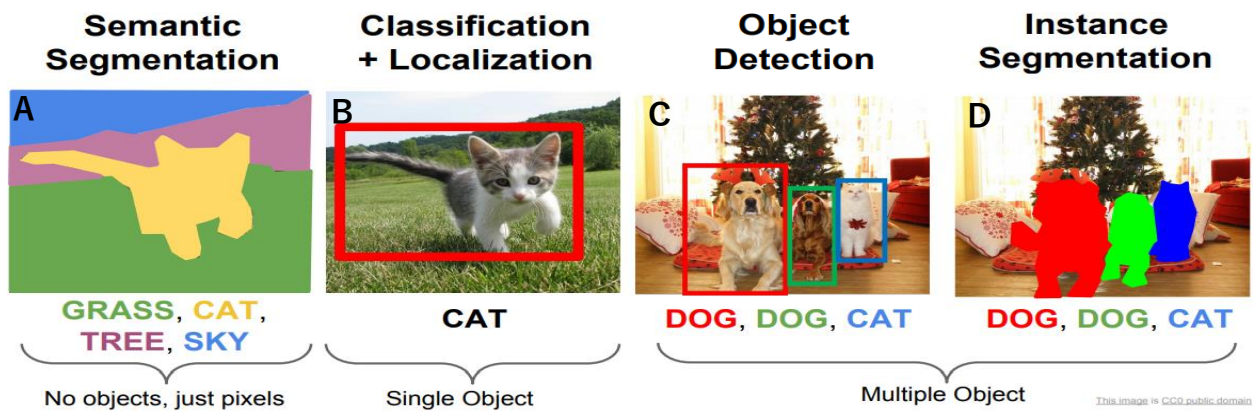 Semantic
Segmentation
Classification
+ Localization
Object
Detection
Instance
Segmentation
A
B
C
D
GRASS, CAT,
TREE, SKY
CAT
DOG, DOG, CAT
DOG, DOG, CAT
No objects, just pixels
Single Object
Multiple Object
This image is CC0 public domain